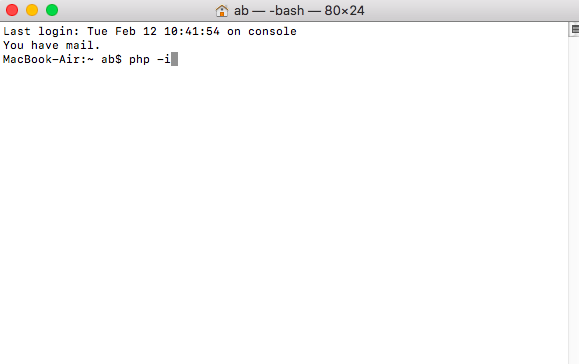 ab — -bash — 80×24
Last login: Tue Feb 12 10:41:54 on console
You have mail.
MacBook-Air:~ ab$ php -i